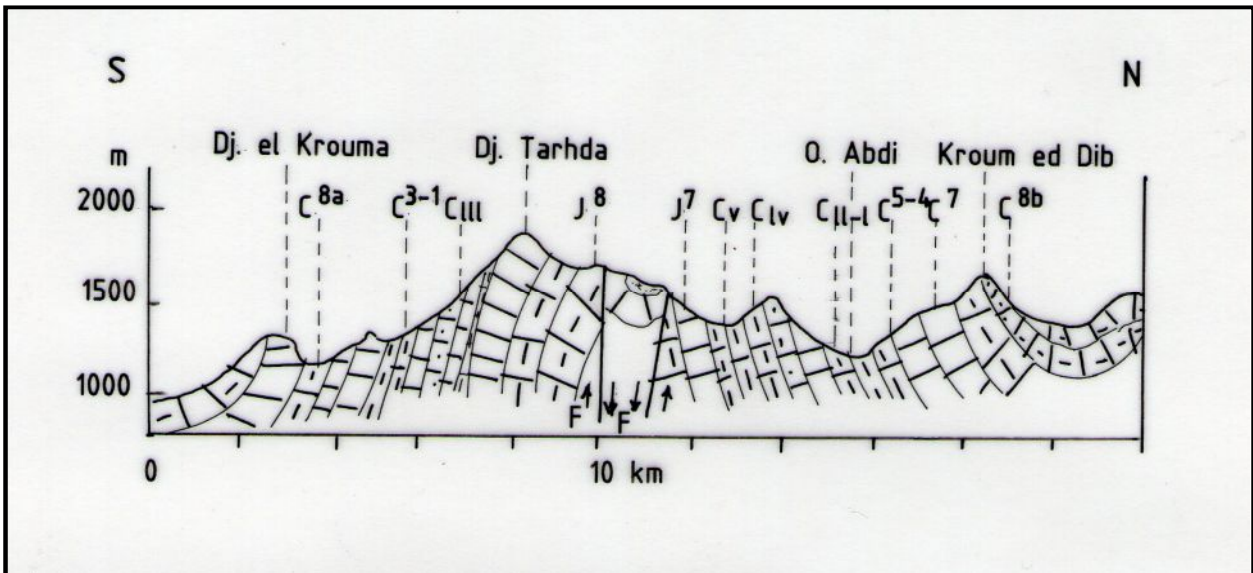 S N
Dj. el Krouma Dj. Tarhda O. Abdi Kroum ed Dib
m
2000 C8a C3-1 CIII J8 J7 Cv CIv CII-I C5-4 C7 C8b
1500
1000
F F
0 10 km